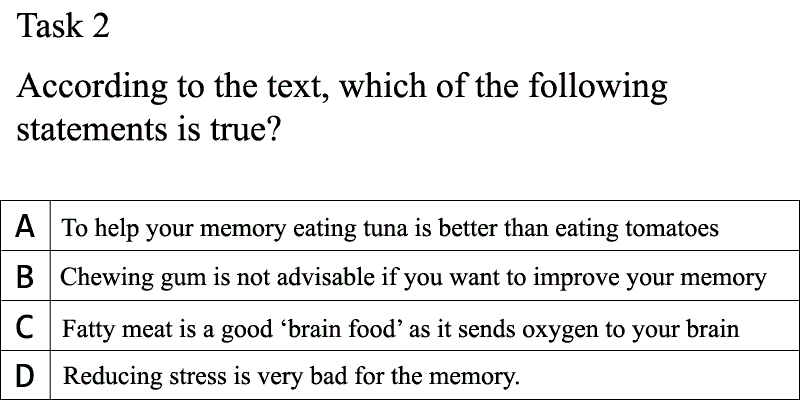 Task 2
According to the text, which of the following
statements is true?
A To help your memory eating tuna is better than eating tomatoes
B Chewing gum is not advisable if you want to improve your memory
C Fatty meat is a good ‘brain food’ as it sends oxygen to your brain
D Reducing stress is very bad for the memory.